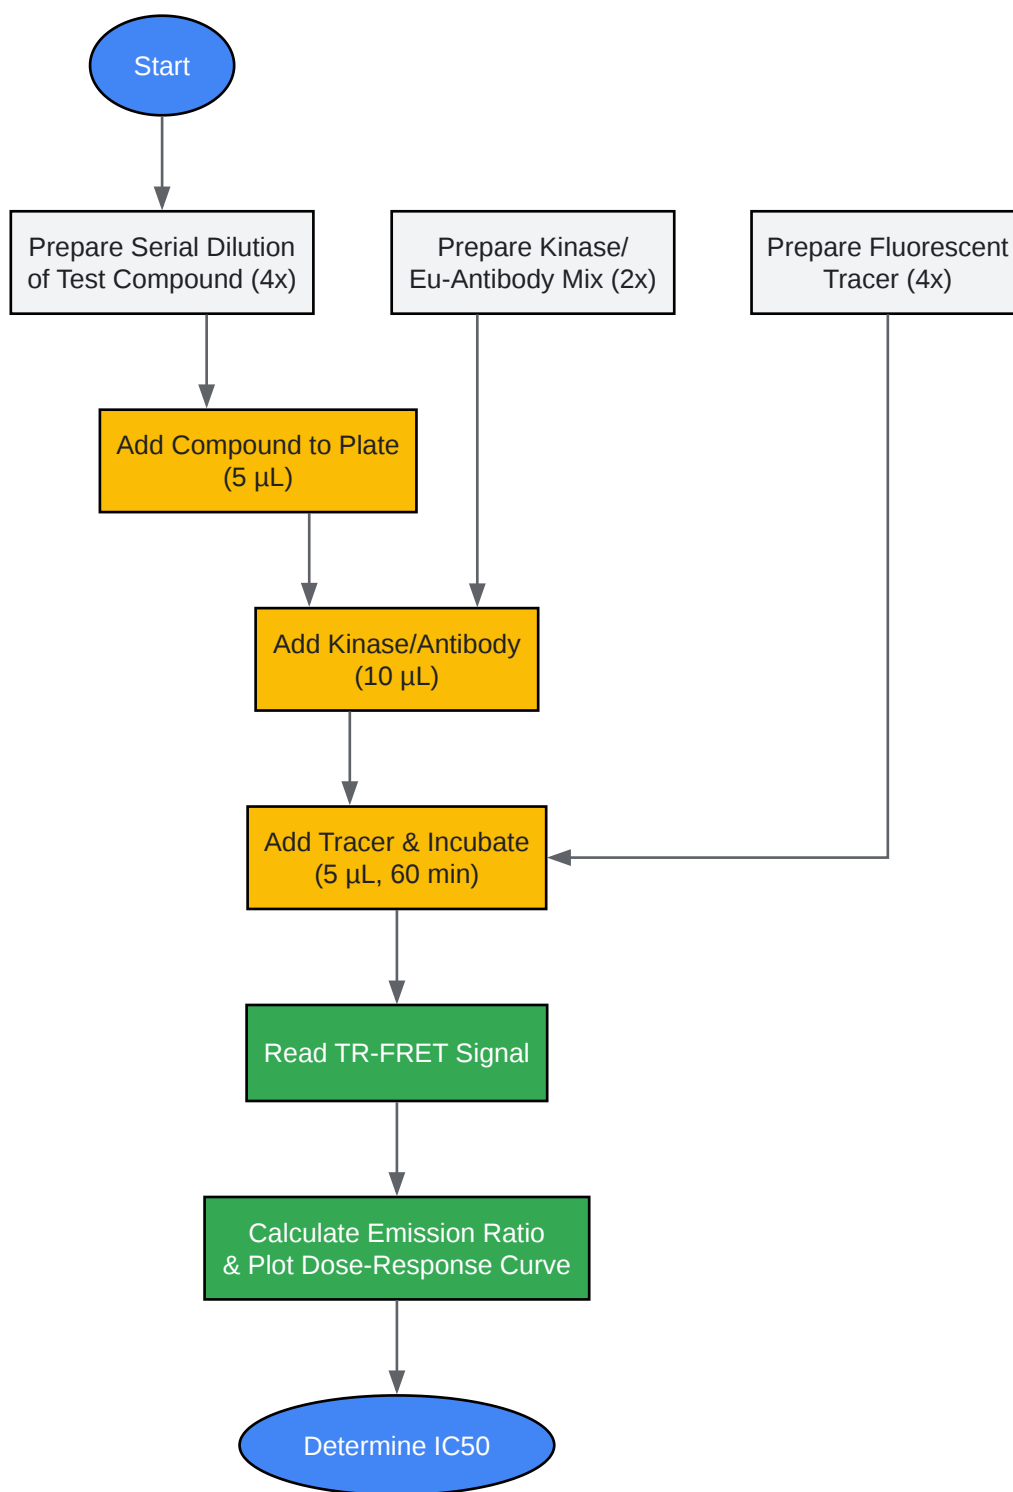 Start
Prepare Serial Dilution
of Test Compound (4x)
Prepare Kinase/
Eu-Antibody Mix (2x)
Prepare Fluorescent
Tracer (4x)
Add Compound to Plate
(5 µL)
Add Kinase/Antibody
(10 µL)
Add Tracer & Incubate
(5 µL, 60 min)
Read TR-FRET Signal
Calculate Emission Ratio
& Plot Dose-Response Curve
Determine IC50